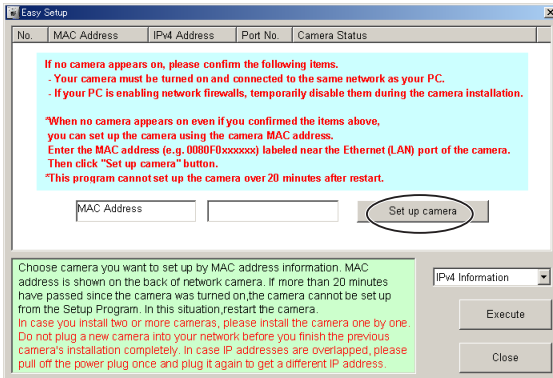 Easy Setup
No. MAC Address IPv4 Address Port No. Camera Status
If no camera appears on, please confirm the following items.
- Your camera must be turned on and connected to the same network as your PC.
- If your PC is enabling network firewalls, temporarily disable them during the camera installation.
*When no camera appears on even if you confirmed the items above,
you can set up the camera using the camera MAC address.
Enter the MAC address (e.g. 0080F0xxxxxx) labeled near the Ethernet (LAN) port of the camera.
Then click "Set up camera" button.
*This program cannot set up the camera over 20 minutes after restart.
MAC Address Set up camera
Choose camera you want to set up by MAC address information. MAC
address is shown on the back of network camera. If more than 20 minutes
have passed since the camera was turned on,the camera cannot be set up
from the Setup Program. In this situation,restart the camera.
In case you install two or more cameras, please install the camera one by one.
Do not plug a new camera into your network before you finish the previous
camera's installation completely. In case IP addresses are overlapped, please
pull off the power plug once and plug it again to get a different IP address.
IPv4 Information
Execute
Close